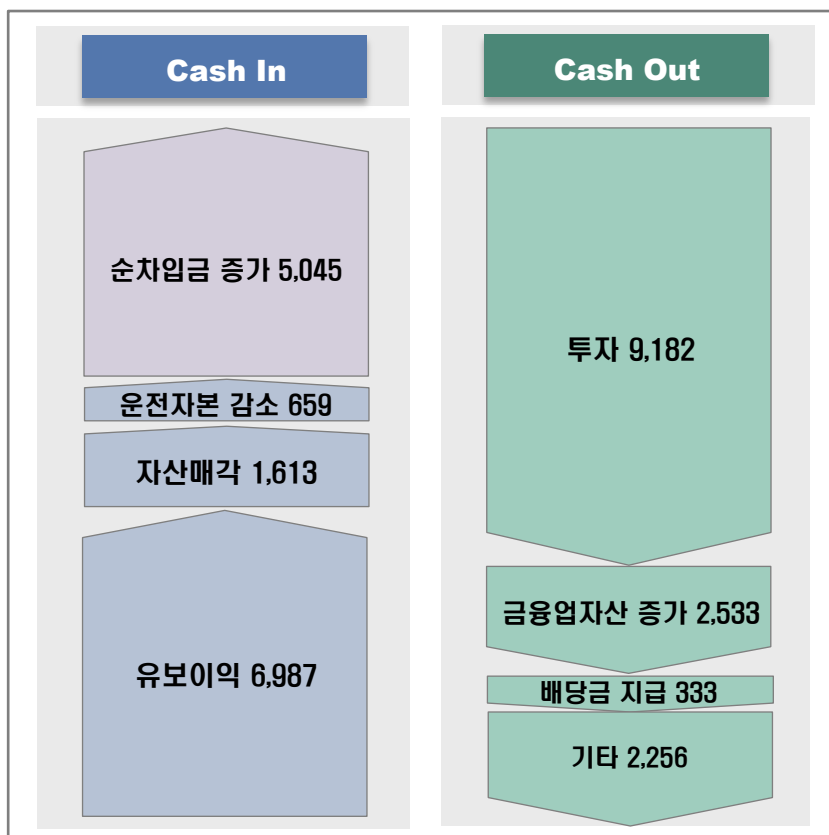 Cash In
순차입금 증가 5,045
운전자본 감소 659
자산매각 1,613
유보이익 6,987
Cash Out
투자 9,182
금융업자산 증가 2,533
배당금 지급 333
기타 2,256